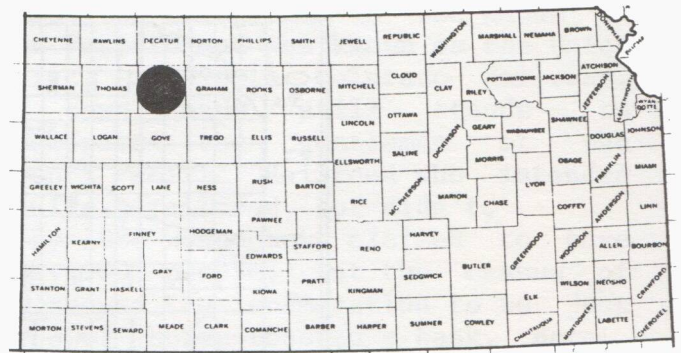 CHEYENNE RAWLINS DECATUR NORTON PHILLIPS SMITH JEWELL REPUBLIC WASHINGTON MARSHALL NEMAHA BROWN DONIPHAN
SHERMAN THOMAS GRAHAM ROOKS OSBORNE MITCHELL CLOUD CLAY RILEY POTTAWATOMIE JACKSON ATCHISON JEFFERSON LEAVENWORTH WYAN
DOTTE
WALLACE LOGAN GOVE TREGO ELLIS RUSSELL LINCOLN OTTAWA DICKINSON GEARY WABAUNSEE SHAWNEE DOUGLAS JOHNSON
ELLSWORTH SALINE MORRIS OSAGE FRANKLIN MIAMI
GREELEY WICHITA SCOTT LANE NESS RUSH BARTON RICE MC PHERSON MARION CHASE LYON COFFEY ANDERSON LINN
HAMILTON KEARNY FINNEY HODGEMAN PAWNEE STAFFORD RENO HARVEY BUTLER GREENWOOD WOODSON ALLEN BOURBON
GRAY FORD EDWARDS SEDGWICK
STANTON GRANT HASKELL KIOWA PRATT KINGMAN ELK WILSON NEOSHO CRAWFORD
MORTON STEVENS SEWARD MEADE CLARK COMANCHE BARBER HARPER SUMNER COWLEY CHAUTAUQUA MONTGOMERY LABETTE CHEROKEE